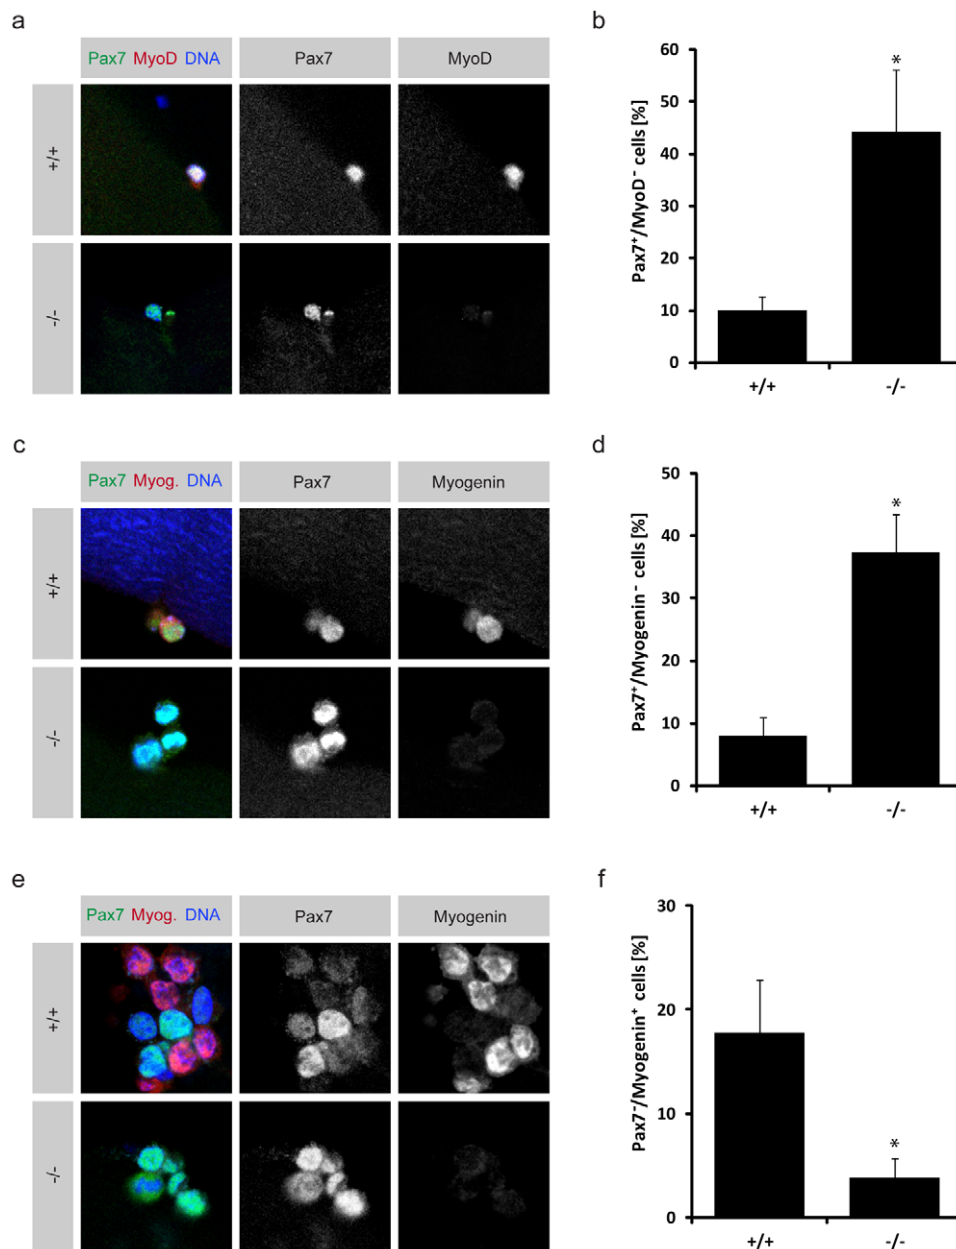 a
Pax7 MyoD DNA
Pax7
MyoD
+/+
-/-
b
Pax7⁺/MyoD⁻ cells [%]
60
50
40
30
20
10
0
*
+/+
-/-
c
Pax7 Myog. DNA
Pax7
Myogenin
+/+
-/-
d
Pax7⁺/Myogenin⁻ cells [%]
50
40
30
20
10
0
*
+/+
-/-
e
Pax7 Myog. DNA
Pax7
Myogenin
+/+
-/-
f
Pax7⁻/Myogenin⁺ cells [%]
30
20
10
0
*
+/+
-/-